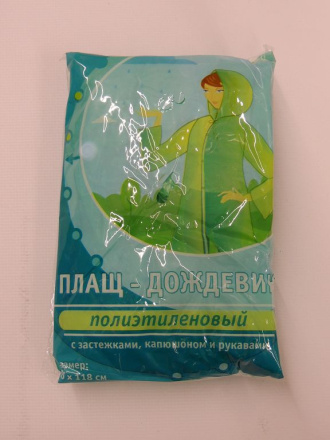 ПЛАЩ - ДОЖДЕВИК
полиэтиленовый
с застежками, капюшоном и рукавами
х 118 см